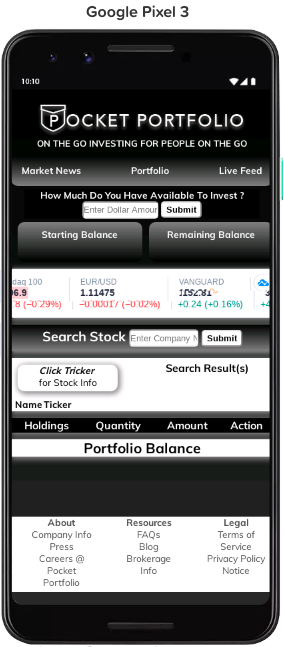 Google Pixel 3
10:10
POCKET PORTFOLIO
ON THE GO INVESTING FOR PEOPLE ON THE GO
Market News Portfolio Live Feed
How Much Do You Have Available To Invest ?
Enter Dollar Amour Submit
Starting Balance Remaining Balance
daq 100 EUR/USD VANGUARD
1.11475
8 (−0.29%) −0.00017 (−0.02%) +0.24 (+0.16%)
Search Stock Enter Company N Submit
Click Tricker
for Stock Info
Search Result(s)
Name Ticker
Holdings Quantity Amount Action
Portfolio Balance
About Resources Legal
Company Info FAQs Terms of
Press Blog Service
Careers @ Brokerage Privacy Policy
Pocket Info Notice
Portfolio